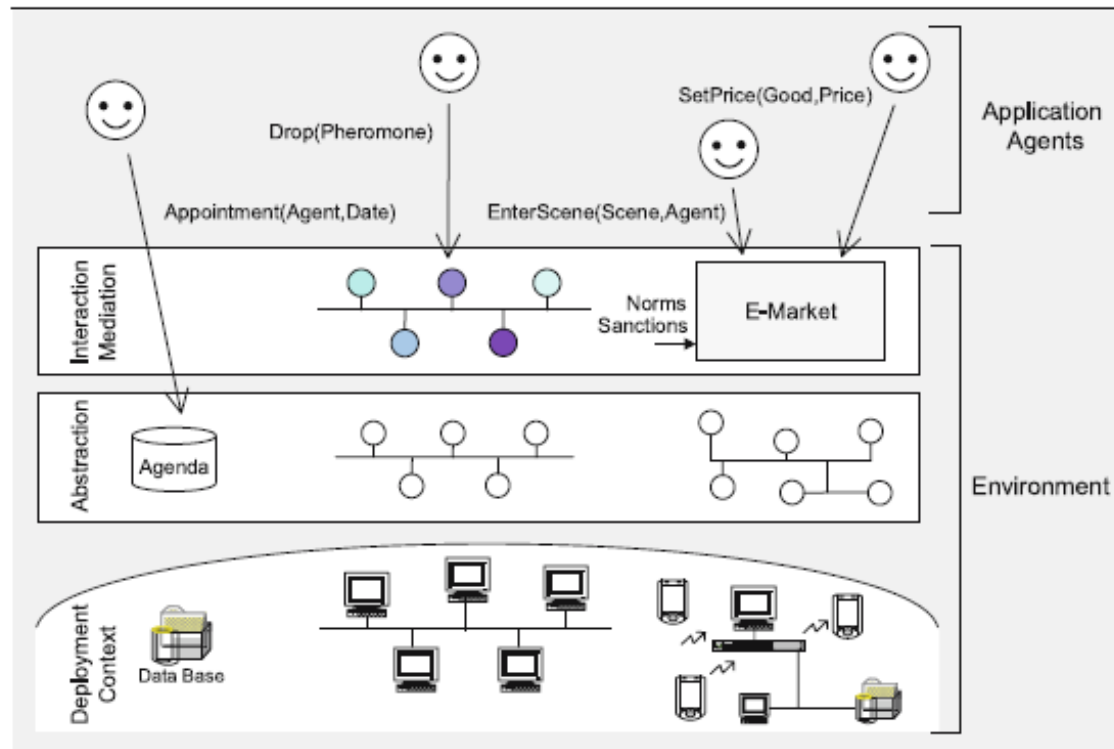 SetPrice(Good,Price)
Application
Agents
Drop(Pheromone)
Appointment(Agent,Date)
EnterScene(Scene,Agent)
Interaction
Mediation
Norms
Sanctions
E-Market
Abstraction
Agenda
Environment
Deployment
Context
Data Base